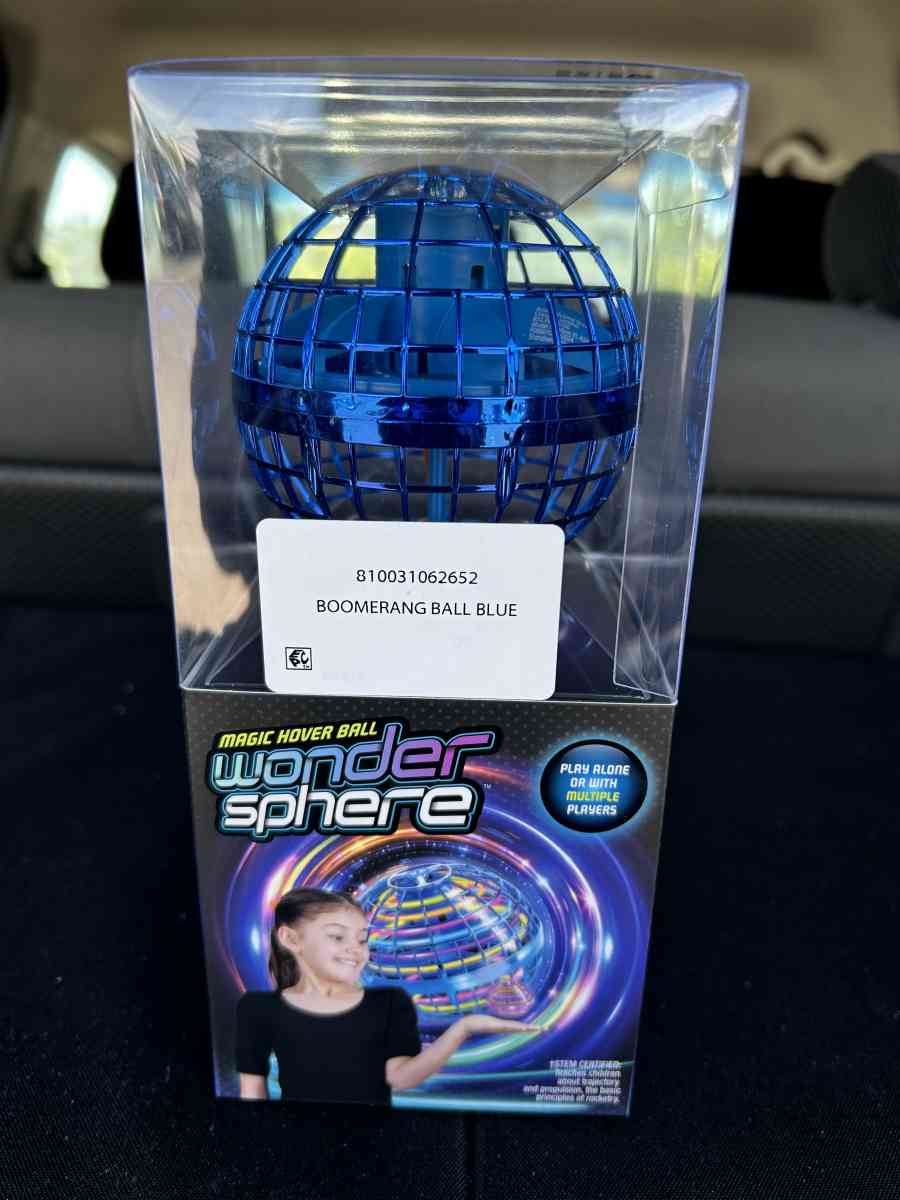 810031062652
BOOMERANG BALL BLUE
MAGIC HOVER BALL
wonder
sphere™
PLAY ALONE
OR WITH
MULTIPLE
PLAYERS
†STEM CERTIFIED:
Teaches children
about trajectory
and propulsion, the basic
principles of rocketry.